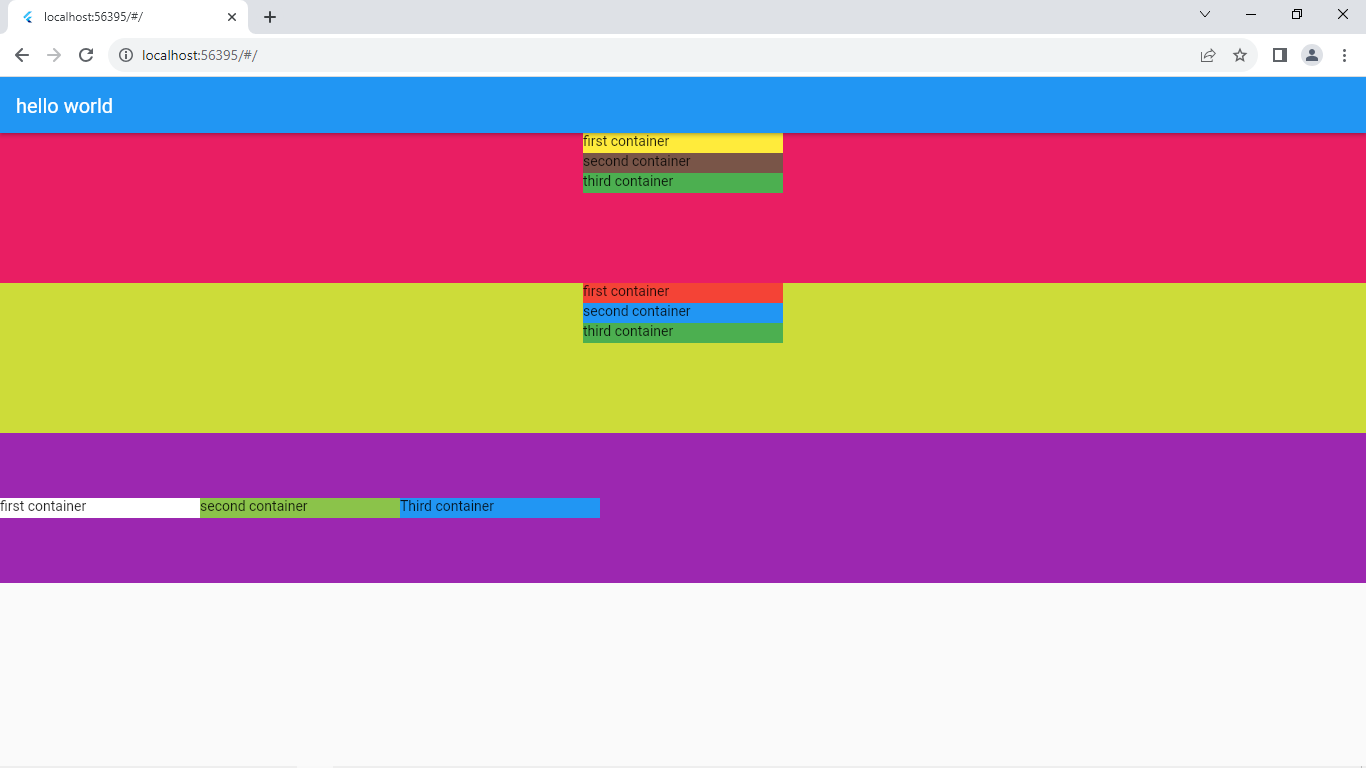 localhost:56395/#/
localhost:56395/#/
hello world
first container
second container
third container
first container
second container
third container
first container second container Third container